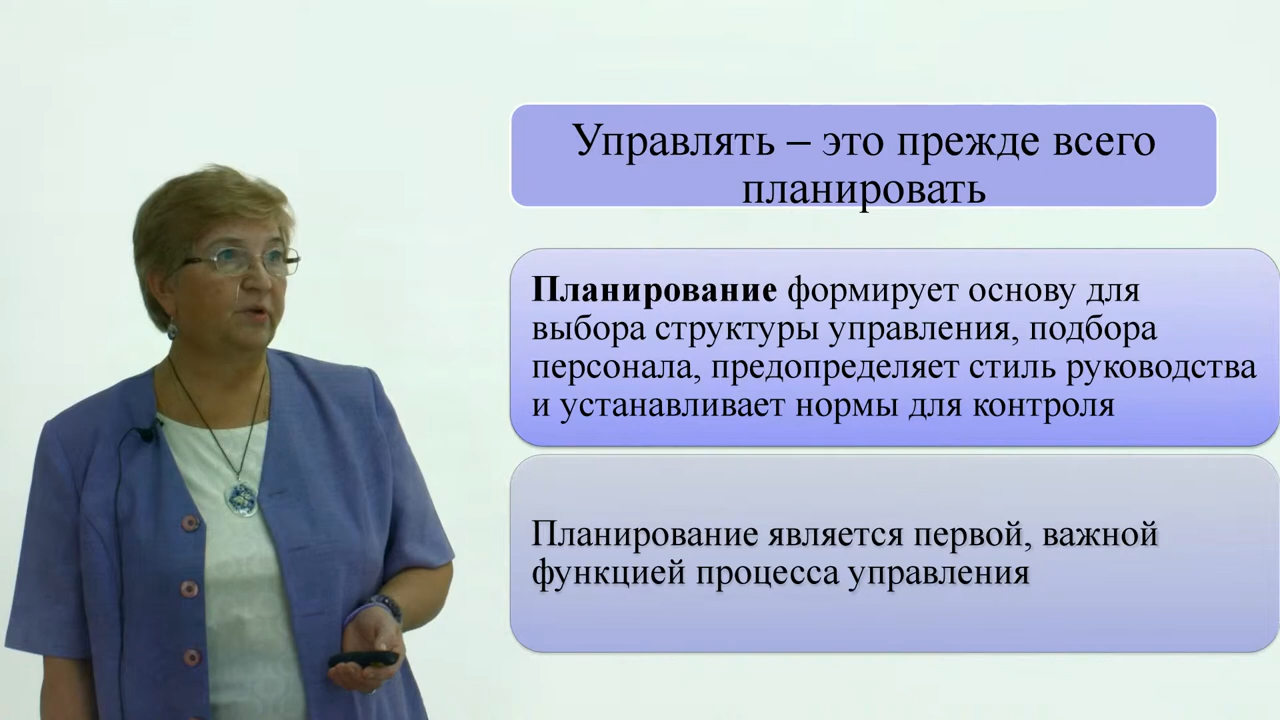 Управлять – это прежде всего
планировать
Планирование формирует основу для
выбора структуры управления, подбора
персонала, предопределяет стиль руководства
и устанавливает нормы для контроля
Планирование является первой, важной
функцией процесса управления